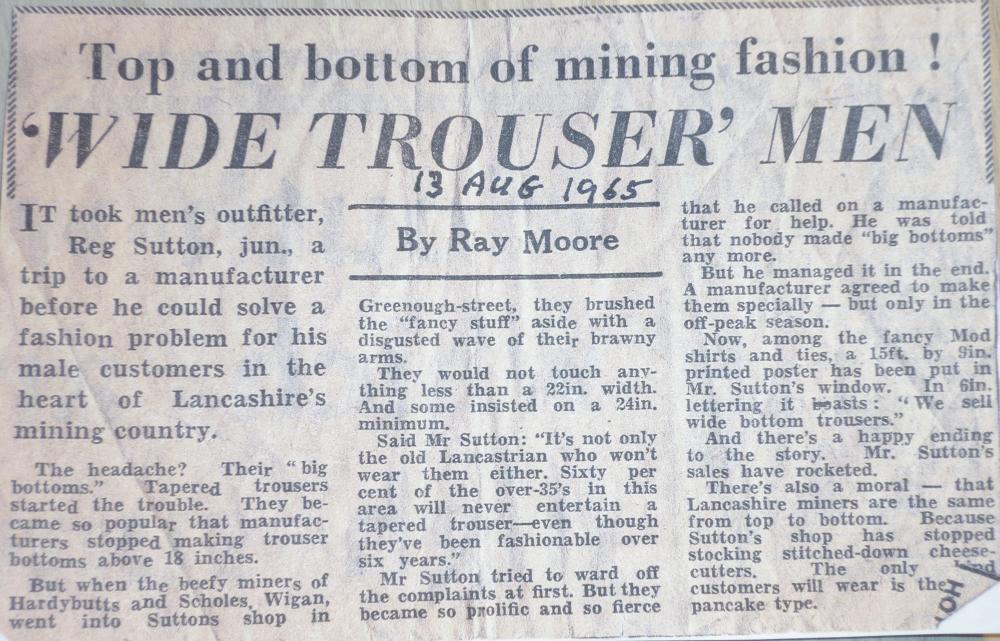 Top and bottom of mining fashion !
'WIDE TROUSER' MEN
13 AUG 1965
IT took men's outfitter,
Reg Sutton, jun., a
trip to a manufacturer
before he could solve a
fashion problem for his
male customers in the
heart of Lancashire's
mining country.
The headache? Their "big
bottoms." Tapered trousers
started the trouble. They be-
came so popular that manufac-
turers stopped making trouser
bottoms above 18 inches.
But when the beefy miners of
Hardybutts and Scholes, Wigan,
went into Suttons shop in
By Ray Moore
Greenough-street, they brushed
the "fancy stuff" aside with a
disgusted wave of their brawny
arms.
They would not touch any-
thing less than a 22in. width.
And some insisted on a 24in.
minimum.
Said Mr Sutton: "It's not only
the old Lancastrian who won't
wear them either. Sixty per
cent of the over-35's in this
area will never entertain a
tapered trouser—even though
they've been fashionable over
six years."
Mr Sutton tried to ward off
the complaints at first. But they
became so prolific and so fierce
that he called on a manufac-
turer for help. He was told
that nobody made "big bottoms"
any more.
But he managed it in the end.
A manufacturer agreed to make
them specially — but only in the
off-peak season.
Now, among the fancy Mod
shirts and ties, a 15ft. by 9in.
printed poster has been put in
Mr. Sutton's window. In 6in.
lettering it boasts: "We sell
wide bottom trousers."
And there's a happy ending
to the story. Mr. Sutton's
sales have rocketed.
There's also a moral — that
Lancashire miners are the same
from top to bottom. Because
Sutton's shop has stopped
stocking stitched-down cheese-
cutters. The only kind
customers will wear is the
pancake type.
HO